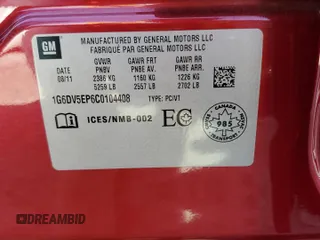 GM
MANUFACTURED BY GENERAL MOTORS LLC
FABRIQUÉ PAR GENERAL MOTORS LLC
GVWR GAWR FRT GAWR RR
PNBV PNBE AV. PNBE ARR
08/11 2386 KG 1160 KG 1226 KG
5259 LB 2557 LB 2702 LB
1G6DV5EP6C0104408 TYPE: PC/VT
ICES/NMB-002 EC
CANADA
985
TRANSPORT
DREAMBID